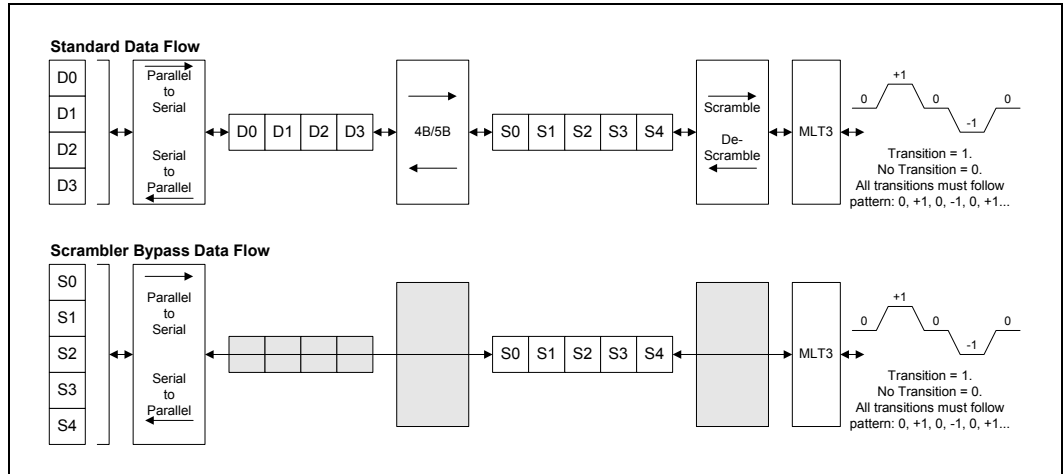 Standard Data Flow
D0
D1
D2
D3
Parallel
to
Serial
Serial
to
Parallel
D0 D1 D2 D3
4B/5B
S0 S1 S2 S3 S4
Scramble
De-
Scramble
MLT3
0 +1 0 -1 0
Transition = 1.
No Transition = 0.
All transitions must follow
pattern: 0, +1, 0, -1, 0, +1...
Scrambler Bypass Data Flow
S0
S1
S2
S3
S4
Parallel
to
Serial
Serial
to
Parallel
S0 S1 S2 S3 S4
MLT3
0 +1 0 -1 0
Transition = 1.
No Transition = 0.
All transitions must follow
pattern: 0, +1, 0, -1, 0, +1...